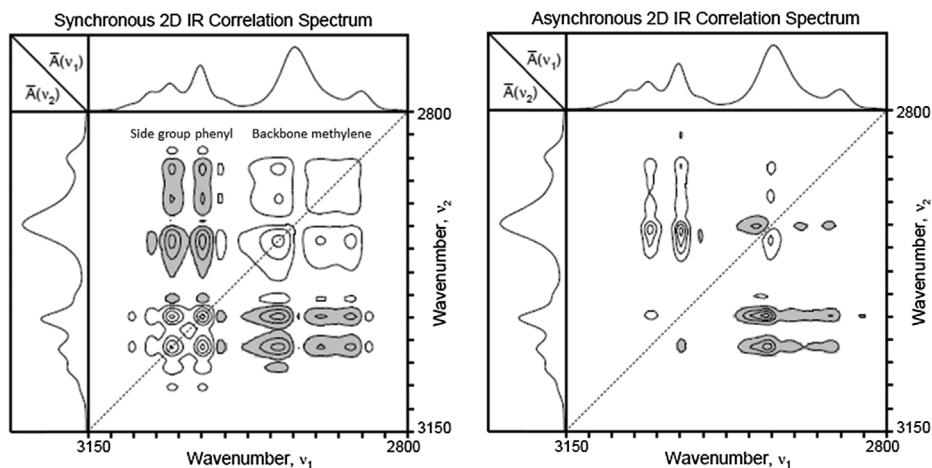 Synchronous 2D IR Correlation Spectrum
Ā(ν₁)
Ā(ν₂)
Side group phenyl
Backbone methylene
2800
Wavenumber, ν₂
3150
3150
2800
Wavenumber, ν₁
Asynchronous 2D IR Correlation Spectrum
Ā(ν₁)
Ā(ν₂)
2800
Wavenumber, ν₂
3150
3150
2800
Wavenumber, ν₁